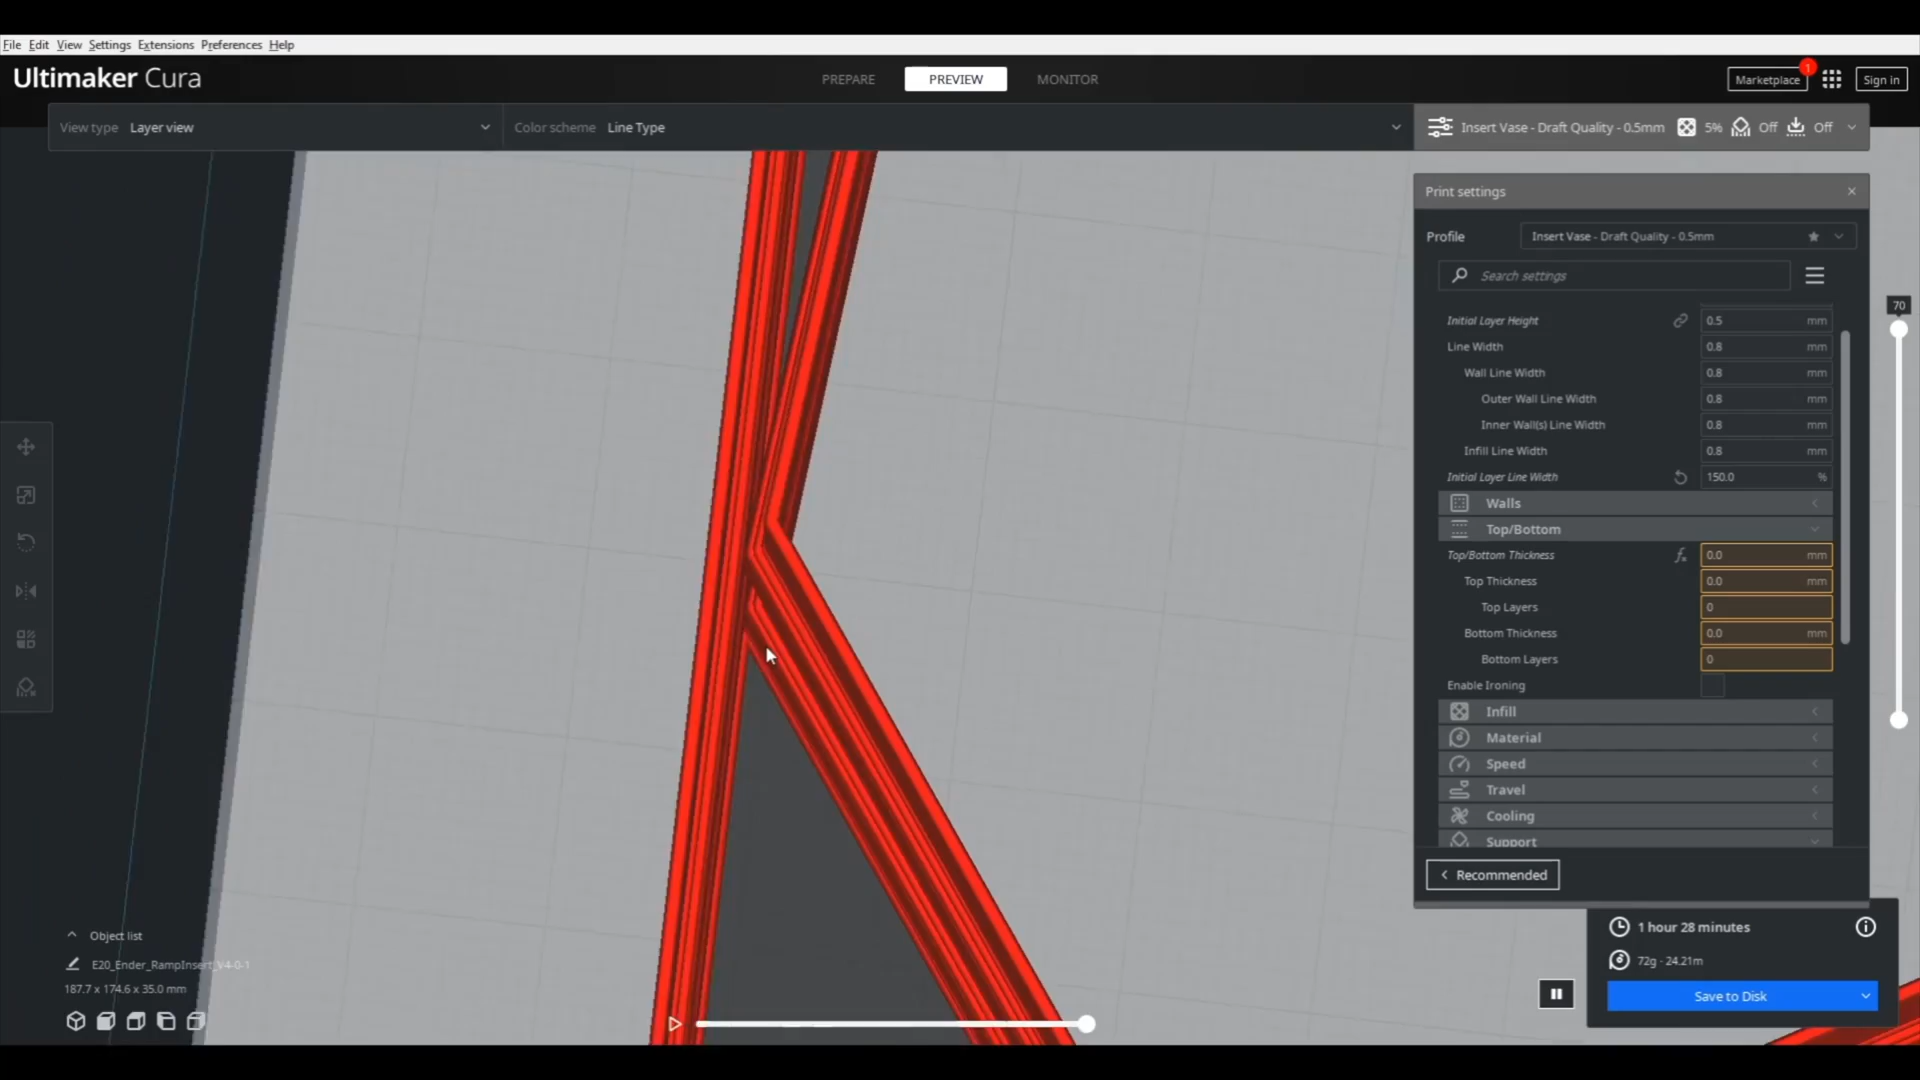 File Edit View Settings Extensions Preferences Help
Ultimaker Cura
PREPARE PREVIEW MONITOR
Marketplace 1 Sign in
View type Layer view Color scheme Line Type Insert Vase - Draft Quality - 0.5mm 5% Off Off
Print settings
Profile Insert Vase - Draft Quality - 0.5mm
Search settings
Initial Layer Height 0.5 mm
Line Width 0.8 mm
Wall Line Width 0.8 mm
Outer Wall Line Width 0.8 mm
Inner Wall(s) Line Width 0.8 mm
Infill Line Width 0.8 mm
Initial Layer Line Width 150.0 %
Walls
Top/Bottom
Top/Bottom Thickness 0.0 mm
Top Thickness 0.0 mm
Top Layers 0
Bottom Thickness 0.0 mm
Bottom Layers 0
Enable Ironing
Infill
Material
Speed
Travel
Cooling
Support
Recommended
70
Object list
E20_Ender_RampInsert_V4-0-1
187.7 x 174.6 x 35.0 mm
1 hour 28 minutes
72g · 24.21m
Save to Disk